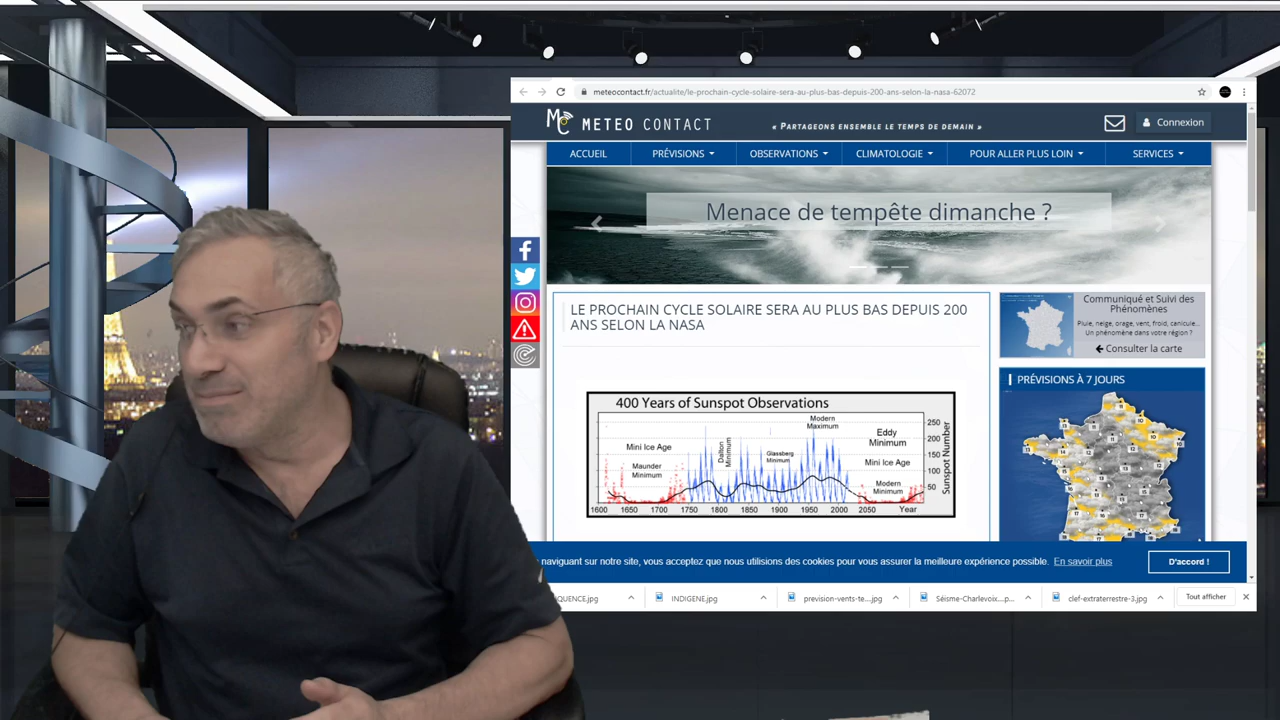 meteocontact.fr/actualite/le-prochain-cycle-solaire-sera-au-plus-bas-depuis-200-ans-selon-la-nasa-62072
MC METEO CONTACT
« PARTAGEONS ENSEMBLE LE TEMPS DE DEMAIN »
Connexion
ACCUEIL PRÉVISIONS OBSERVATIONS CLIMATOLOGIE POUR ALLER PLUS LOIN SERVICES
Menace de tempête dimanche ?
LE PROCHAIN CYCLE SOLAIRE SERA AU PLUS BAS DEPUIS 200
ANS SELON LA NASA
400 Years of Sunspot Observations
Mini Ice Age
Maunder
Minimum
Dalton
Minimum
Glassberg
Minimum
Modern
Maximum
Eddy
Minimum
Mini Ice Age
Modern
Minimum
250
200
150
100
50
Sunspot Number
1600 1650 1700 1750 1800 1850 1900 1950 2000 2050 Year
Communiqué et Suivi des
Phénomènes
Pluie, neige, orage, vent, froid, canicule...
Un phénomène dans votre région ?
Consulter la carte
PRÉVISIONS À 7 JOURS
naviguant sur notre site, vous acceptez que nous utilisions des cookies pour vous assurer la meilleure expérience possible. En savoir plus
D'accord !
QUENCE.jpg INDIGENE.jpg prevision-vents-te....jpg Séisme-Charlevoix....p... clef-extraterrestre-3.jpg Tout afficher